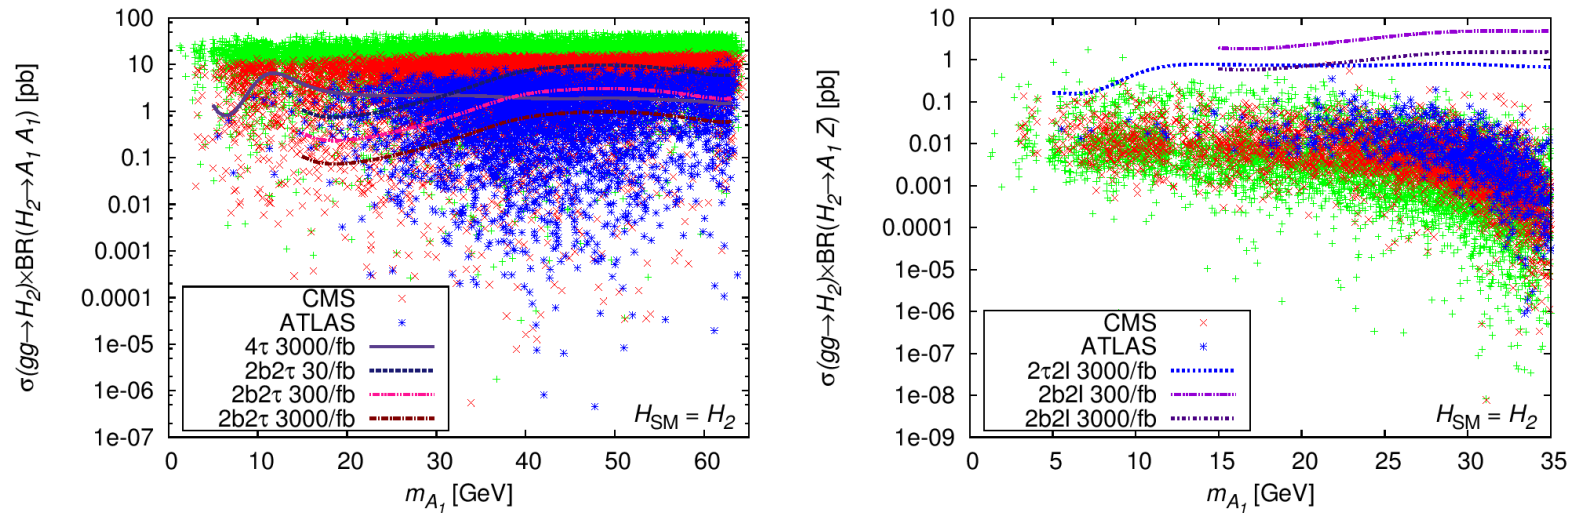 σ(gg→H₂)×BR(H₂→A₁ A₁) [pb]
100
10
1
0.1
0.01
0.001
0.0001
1e-05
1e-06
1e-07
CMS
ATLAS
4τ 3000/fb
2b2τ 30/fb
2b2τ 300/fb
2b2τ 3000/fb
H_SM = H₂
0 10 20 30 40 50 60
m_A₁ [GeV]
σ(gg→H₂)×BR(H₂→A₁ Z) [pb]
10
1
0.1
0.01
0.001
0.0001
1e-05
1e-06
1e-07
1e-08
1e-09
CMS
ATLAS
2τ2l 3000/fb
2b2l 300/fb
2b2l 3000/fb
H_SM = H₂
0 5 10 15 20 25 30 35
m_A₁ [GeV]